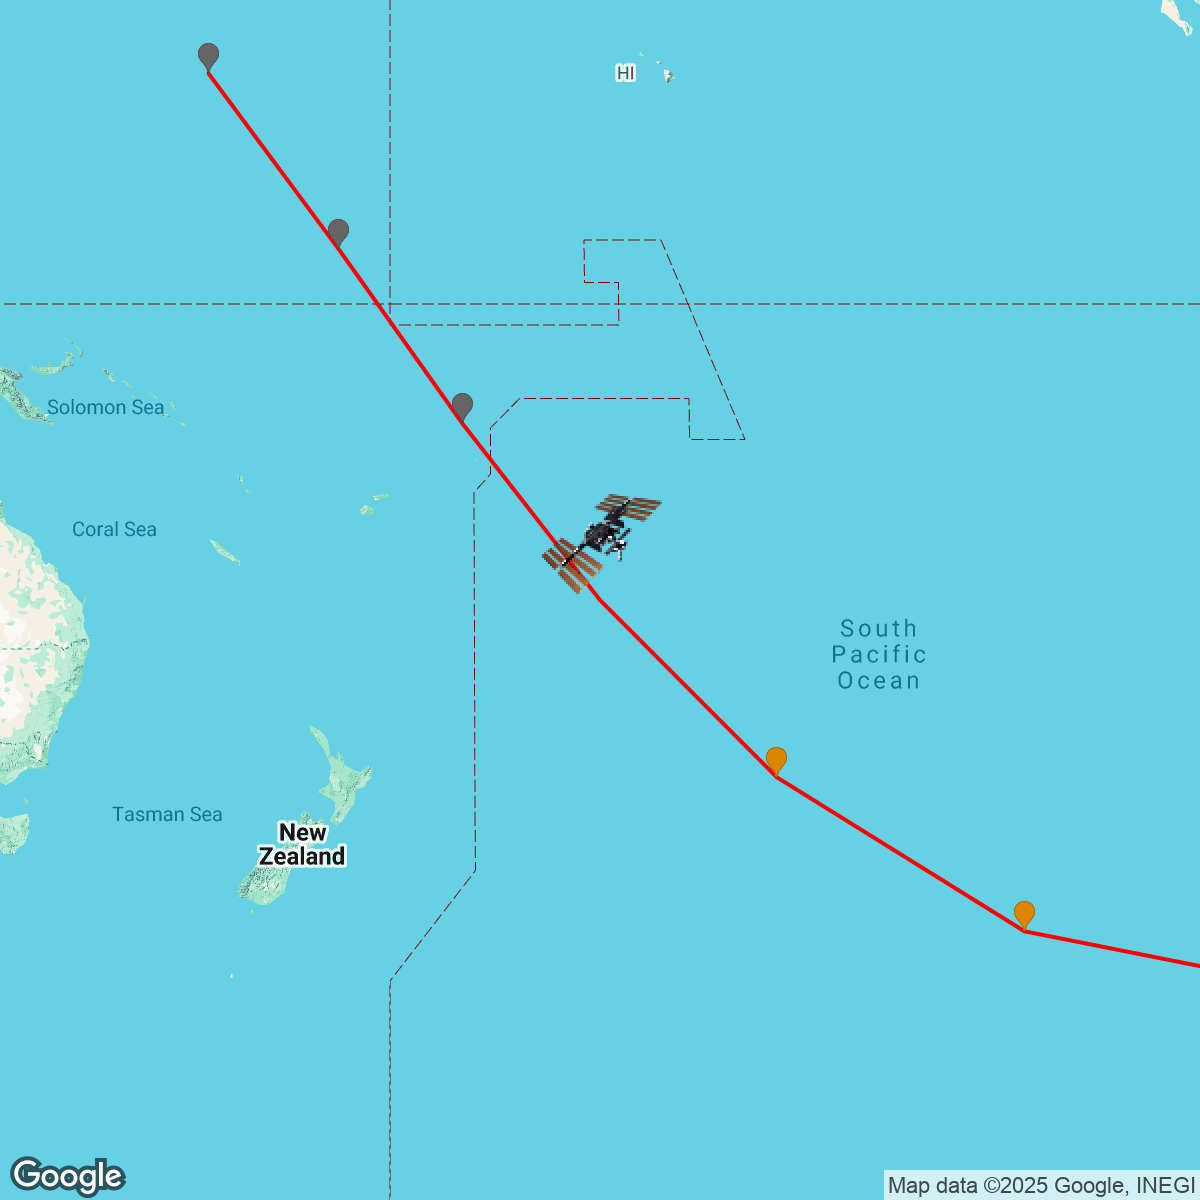 HI
Solomon Sea
Coral Sea
South
Pacific
Ocean
Tasman Sea
New
Zealand
Google
Map data ©2025 Google, INEGI